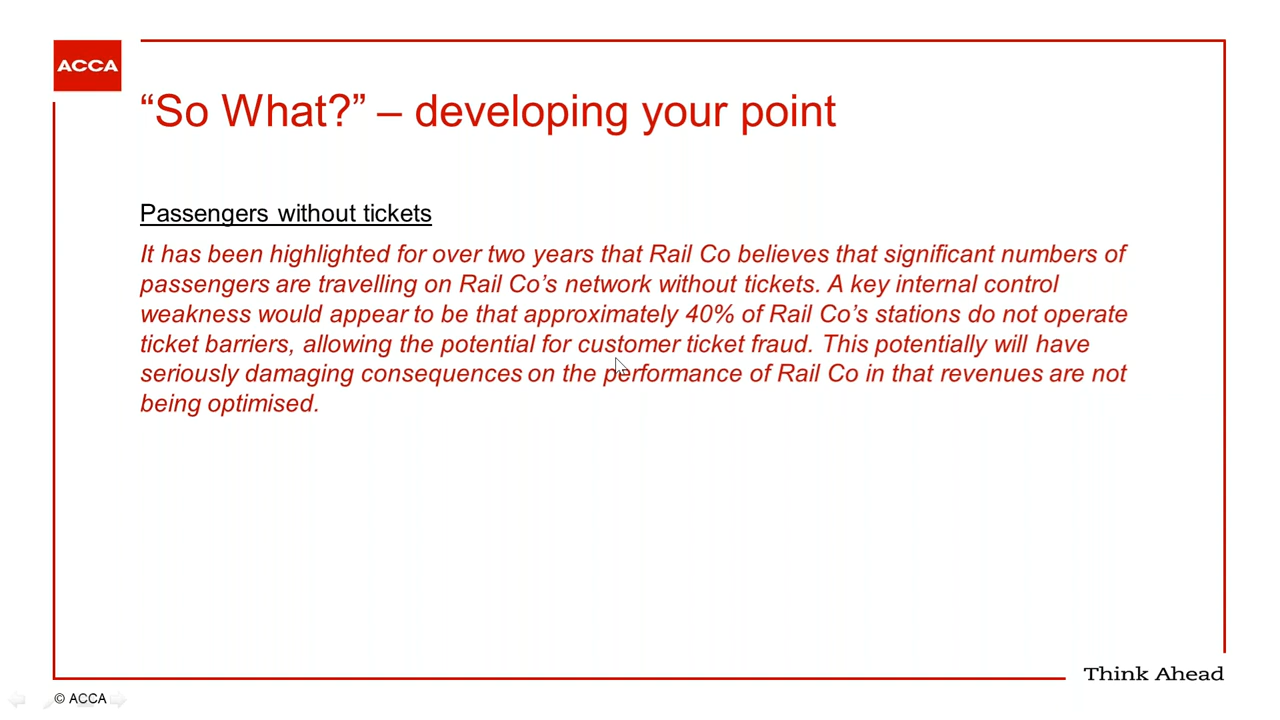 ACCA
“So What?” – developing your point
Passengers without tickets
It has been highlighted for over two years that Rail Co believes that significant numbers of
passengers are travelling on Rail Co’s network without tickets. A key internal control
weakness would appear to be that approximately 40% of Rail Co’s stations do not operate
ticket barriers, allowing the potential for customer ticket fraud. This potentially will have
seriously damaging consequences on the performance of Rail Co in that revenues are not
being optimised.
Think Ahead
© ACCA